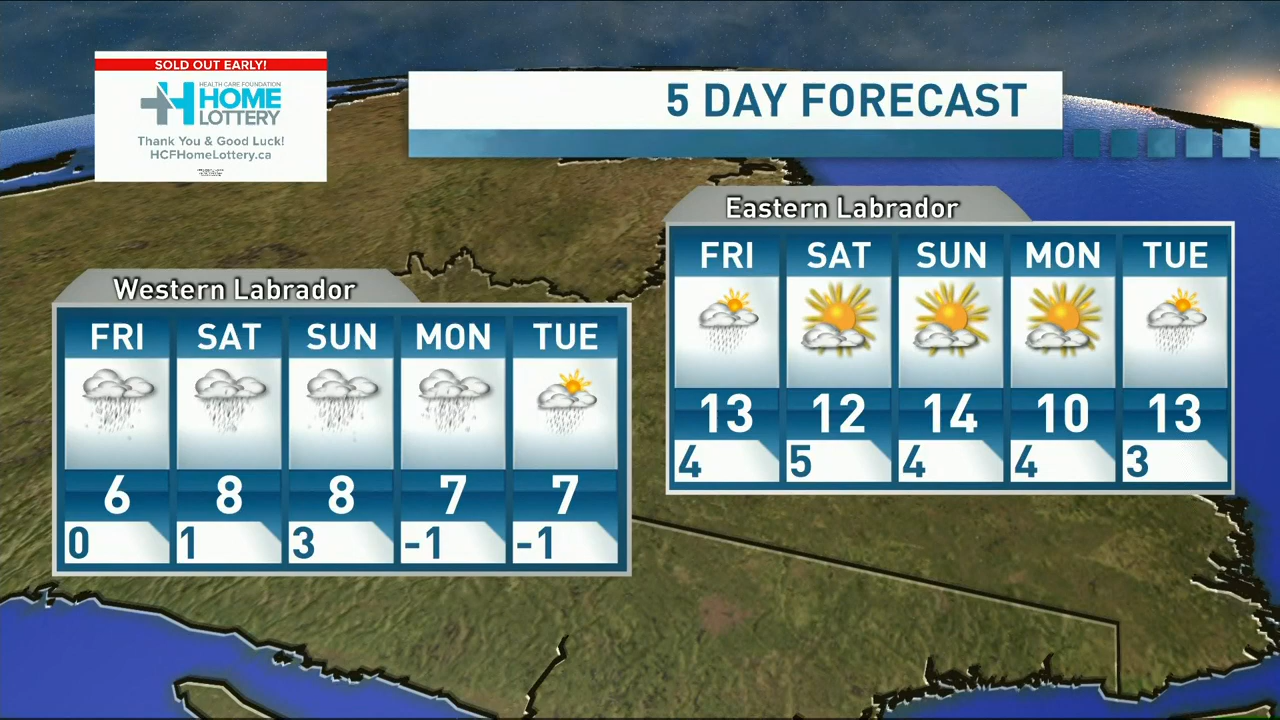 SOLD OUT EARLY!
HEALTH CARE FOUNDATION
HOME
LOTTERY
Thank You & Good Luck!
HCFHomeLottery.ca
5 DAY FORECAST
Eastern Labrador
FRI SAT SUN MON TUE
13 12 14 10 13
4 5 4 4 3
Western Labrador
FRI SAT SUN MON TUE
6 8 8 7 7
0 1 3 -1 -1